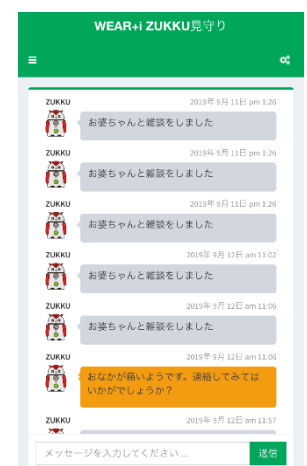 WEAR+i ZUKKU見守り
ZUKKU 2019年 9月 11日 pm 1:26
お婆ちゃんと雑談をしました
ZUKKU 2019年 9月 11日 pm 1:26
お婆ちゃんと雑談をしました
ZUKKU 2019年 9月 11日 pm 1:26
お婆ちゃんと雑談をしました
ZUKKU 2019年 9月 12日 am 11:02
お婆ちゃんと雑談をしました
ZUKKU 2019年 9月 12日 am 11:06
お婆ちゃんと雑談をしました
ZUKKU 2019年 9月 12日 am 11:06
おなかが痛いようです。連絡してみては
いかがでしょうか？
ZUKKU 2019年 9月 12日 am 11:57
メッセージを入力してください... 送信